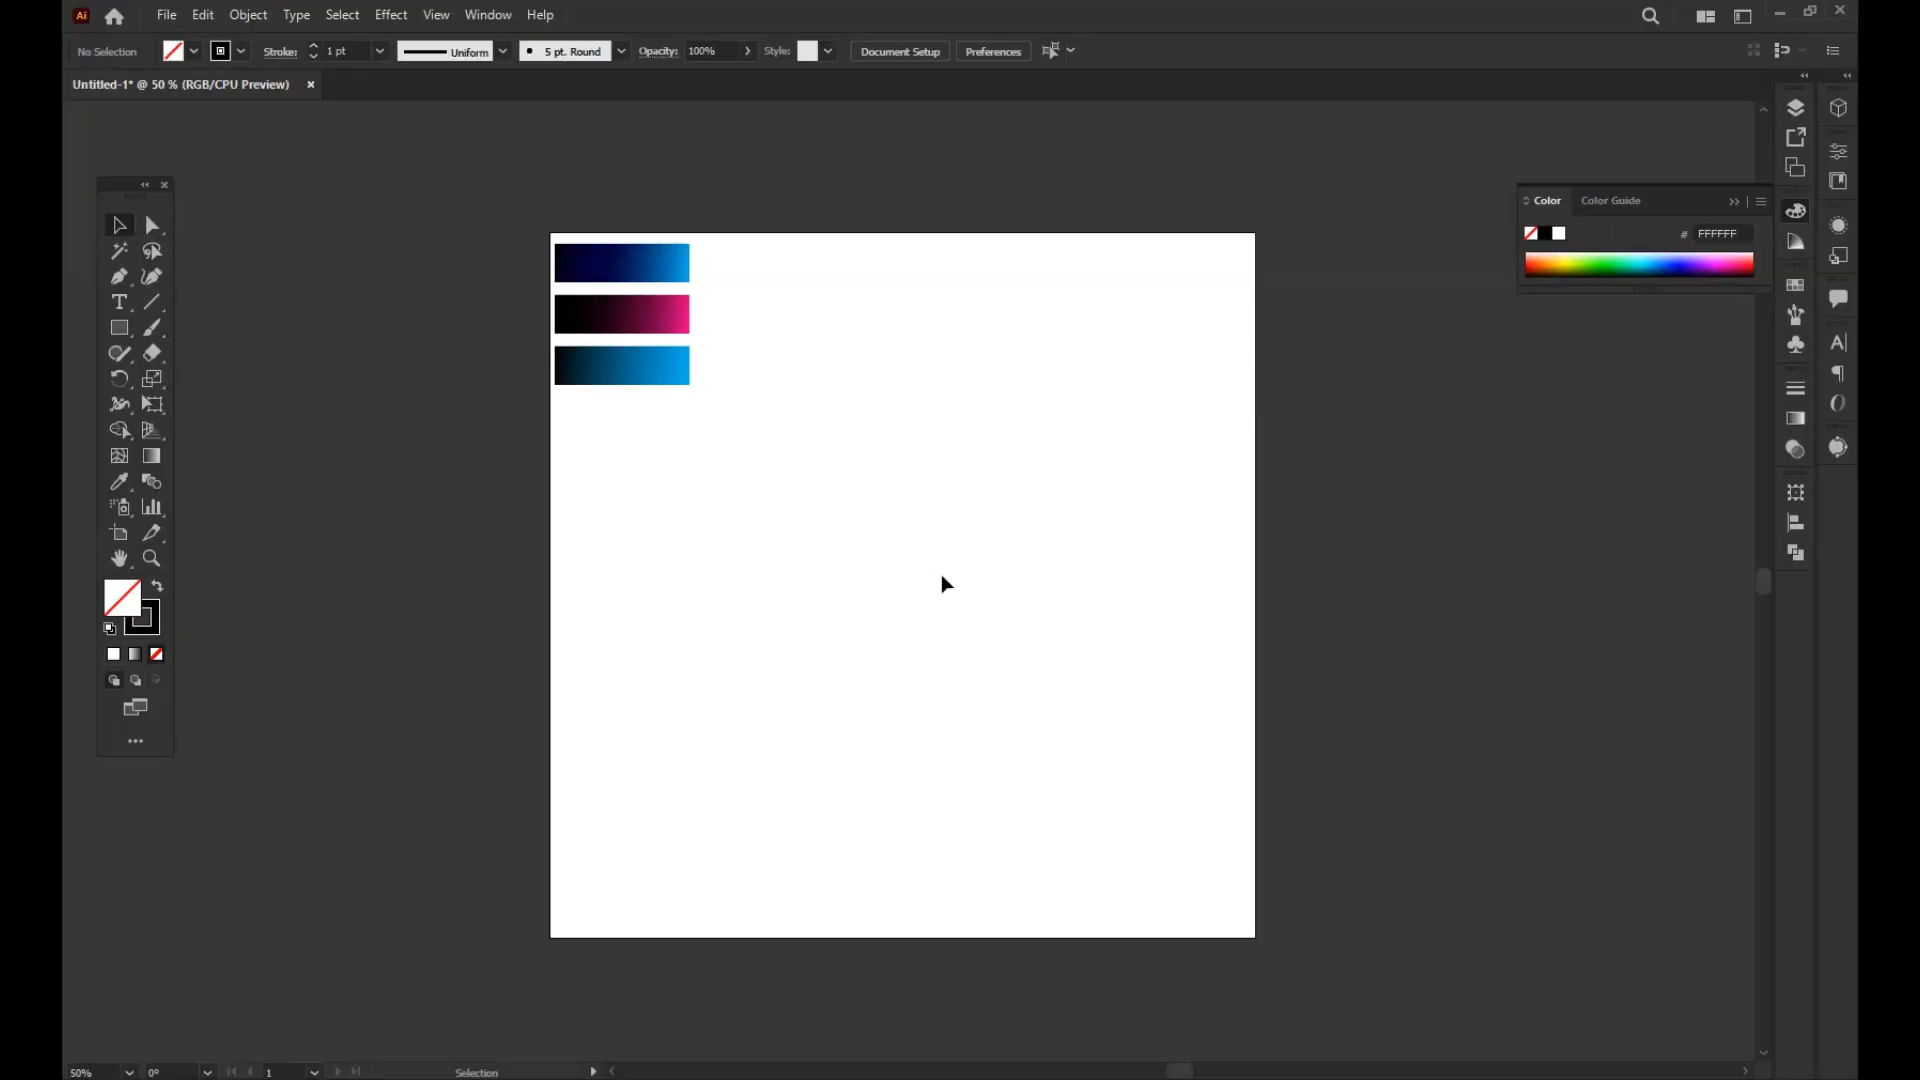 Ai File Edit Object Type Select Effect View Window Help
No Selection Stroke: 1 pt Uniform 5 pt. Round Opacity: 100% Style: Document Setup Preferences
Untitled-1* @ 50 % (RGB/CPU Preview)
Color Color Guide
# FFFFFF
50% 0° 1 Selection